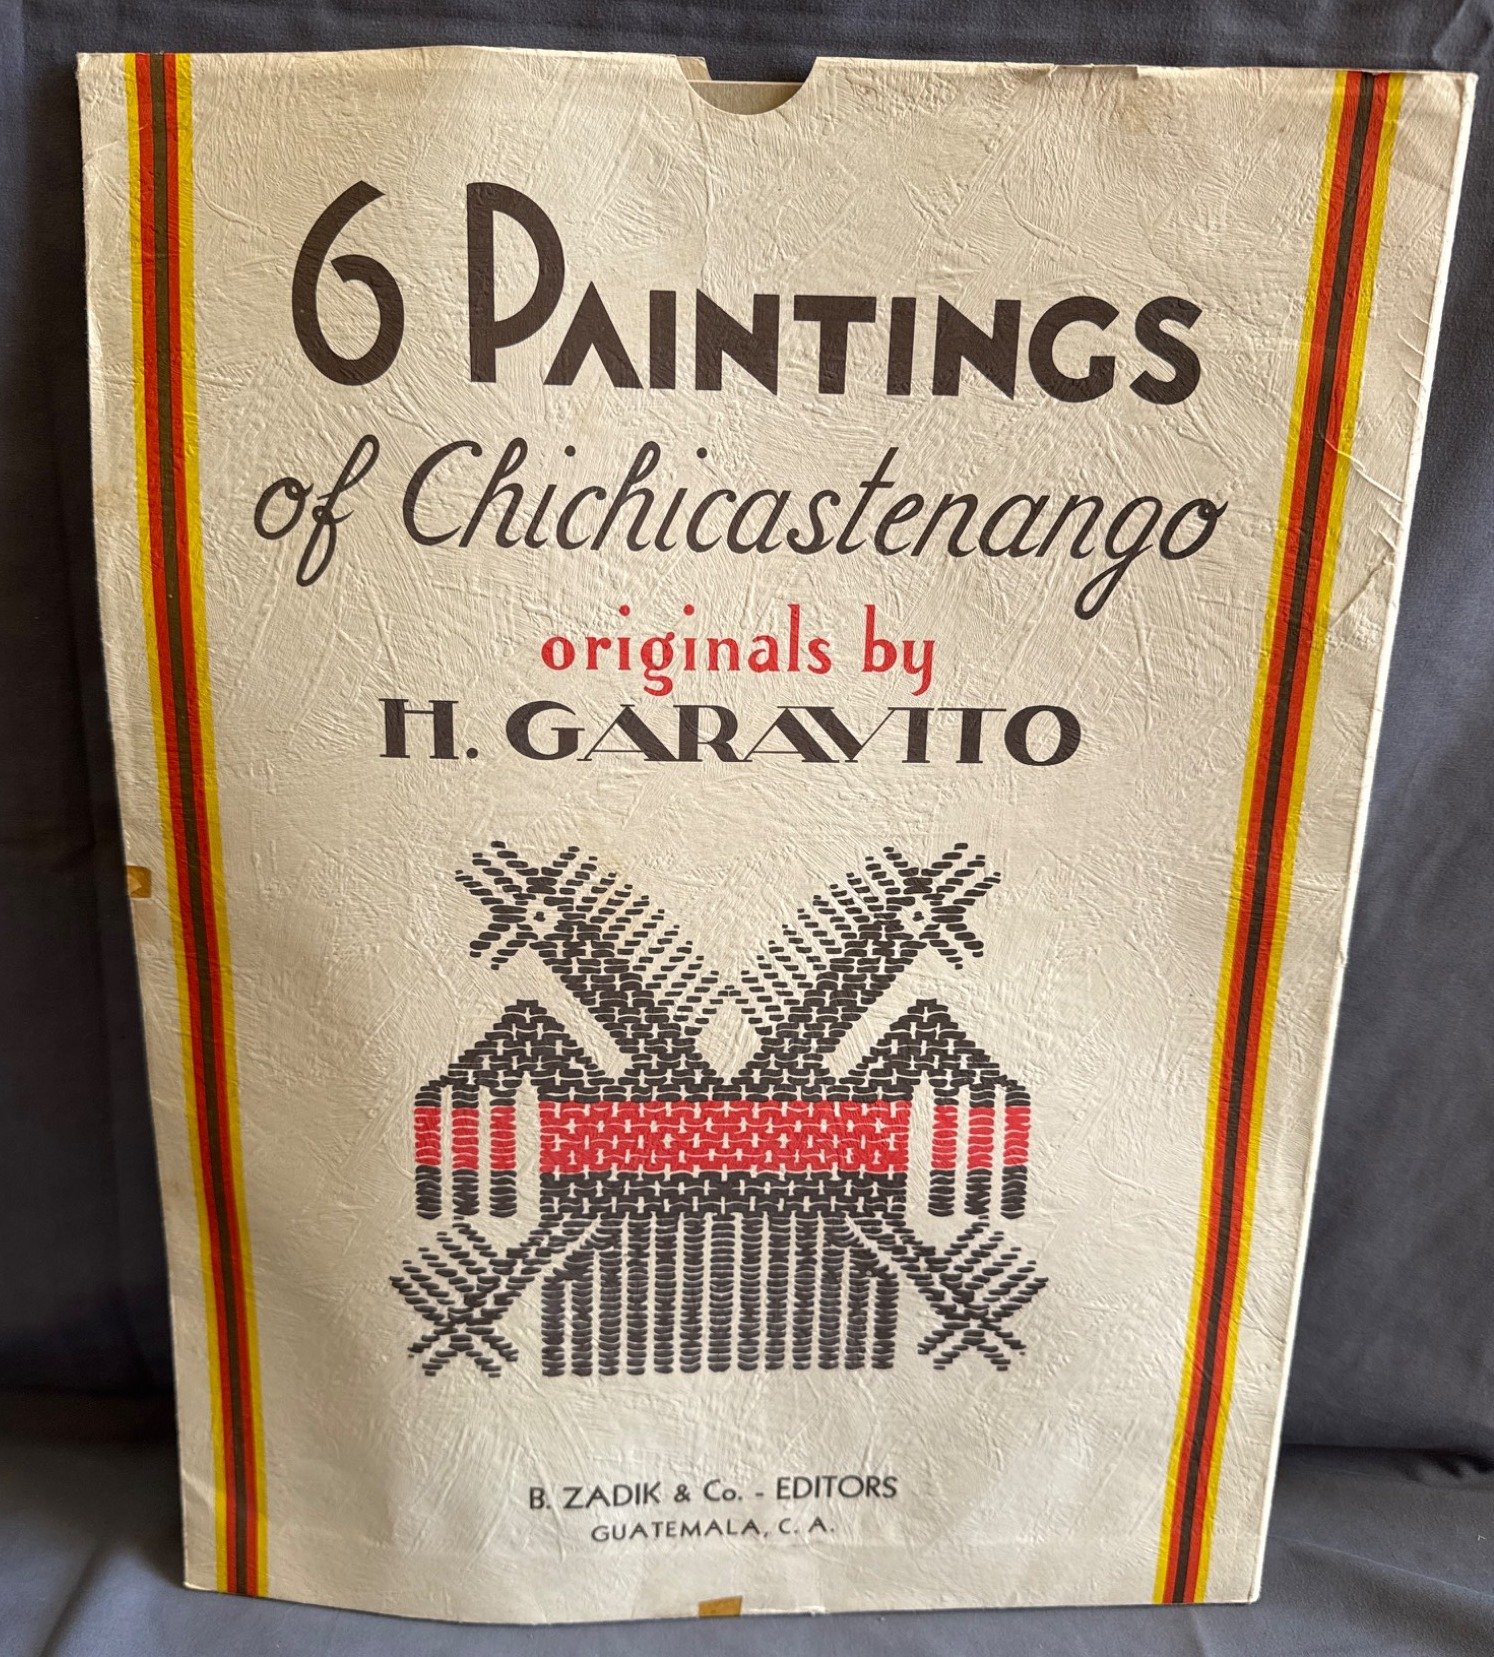 6 PAINTINGS
of Chichicastenango
originals by
H. GARAVITO
B. ZADIK & Co. - EDITORS
GUATEMALA, C. A.